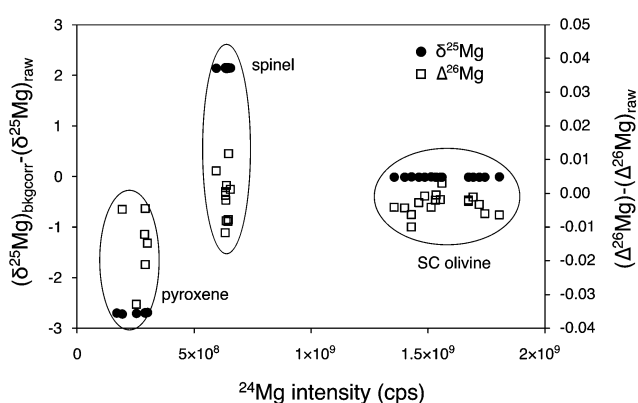 3
2
1
0
-1
-2
-3
0.05
0.04
0.03
0.02
0.01
0.00
-0.01
-0.02
-0.03
-0.04
0
5×10⁸
1×10⁹
1.5×10⁹
2×10⁹
(δ²⁵Mg)bkgcorr-(δ²⁵Mg)raw
(Δ²⁶Mg)-(Δ²⁶Mg)raw
²⁴Mg intensity (cps)
δ²⁵Mg
Δ²⁶Mg
spinel
pyroxene
SC olivine